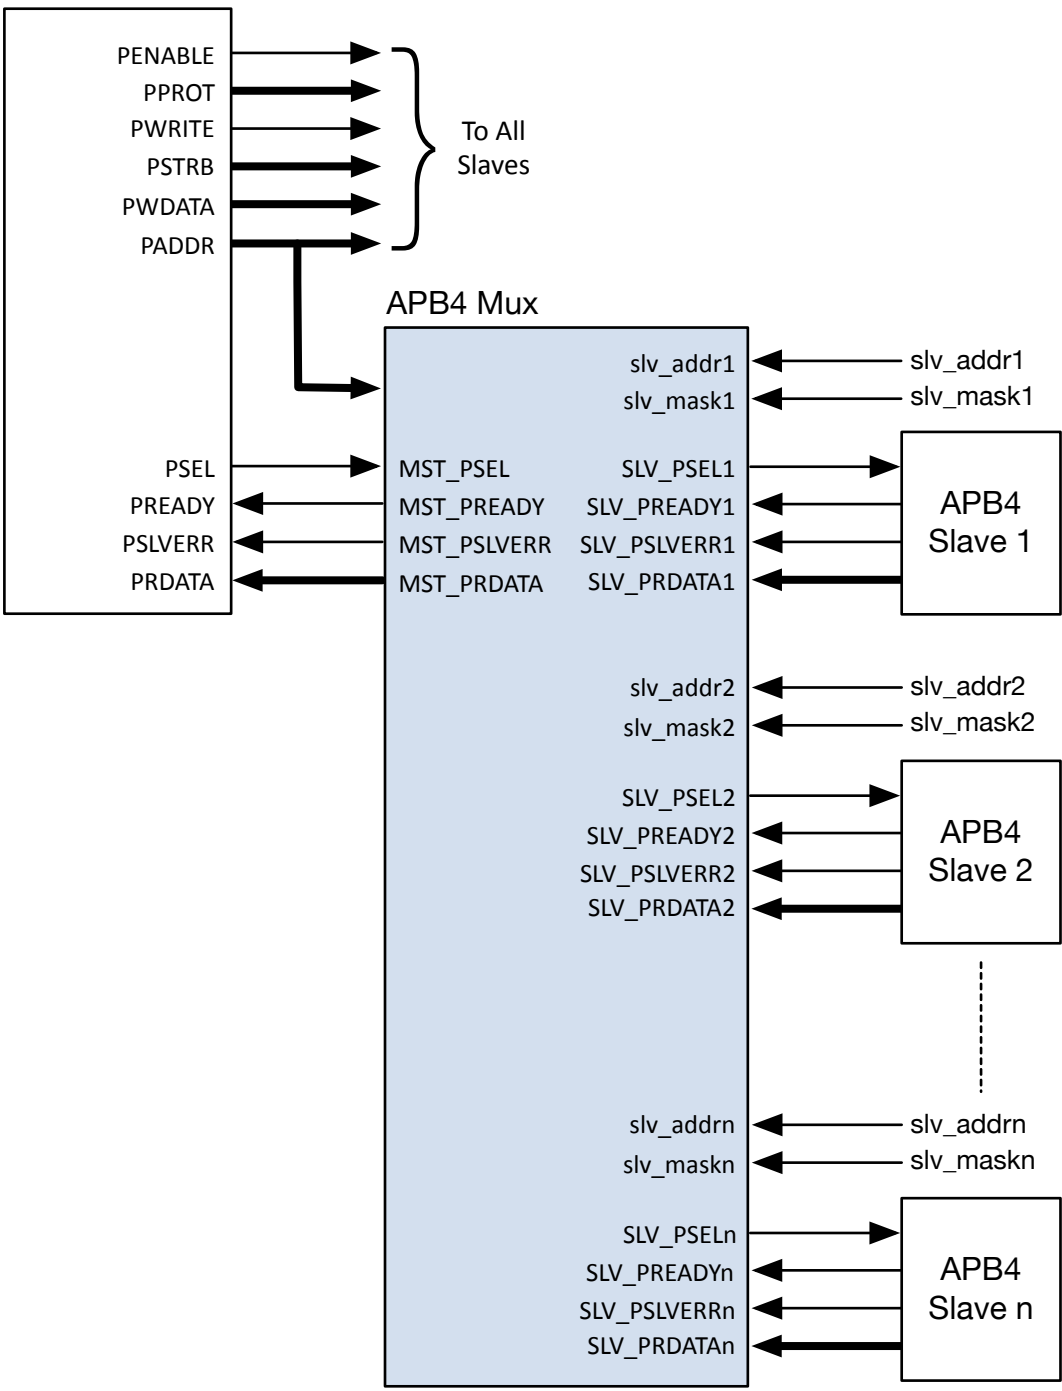 PENABLE
PPROT
PWRITE
PSTRB
PWDATA
PADDR
To All
Slaves
APB4 Mux
slv_addr1
slv_addr1
slv_mask1
slv_mask1
PSEL
MST_PSEL
SLV_PSEL1
PREADY
MST_PREADY
SLV_PREADY1
PSLVERR
MST_PSLVERR
SLV_PSLVERR1
PRDATA
MST_PRDATA
SLV_PRDATA1
APB4
Slave 1
slv_addr2
slv_addr2
slv_mask2
slv_mask2
SLV_PSEL2
SLV_PREADY2
SLV_PSLVERR2
SLV_PRDATA2
APB4
Slave 2
slv_addrn
slv_addrn
slv_maskn
slv_maskn
SLV_PSELn
SLV_PREADYn
SLV_PSLVERRn
SLV_PRDATAn
APB4
Slave n